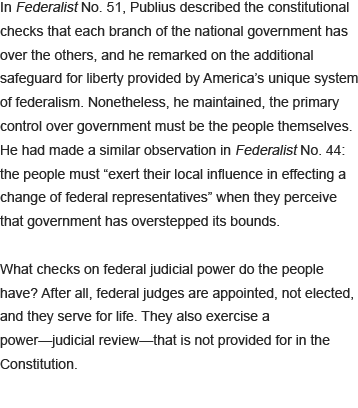 In Federalist No. 51, Publius described the constitutional
checks that each branch of the national government has
over the others, and he remarked on the additional
safeguard for liberty provided by America’s unique system
of federalism. Nonetheless, he maintained, the primary
control over government must be the people themselves.
He had made a similar observation in Federalist No. 44:
the people must “exert their local influence in effecting a
change of federal representatives” when they perceive
that government has overstepped its bounds.
What checks on federal judicial power do the people
have? After all, federal judges are appointed, not elected,
and they serve for life. They also exercise a
power—judicial review—that is not provided for in the
Constitution.